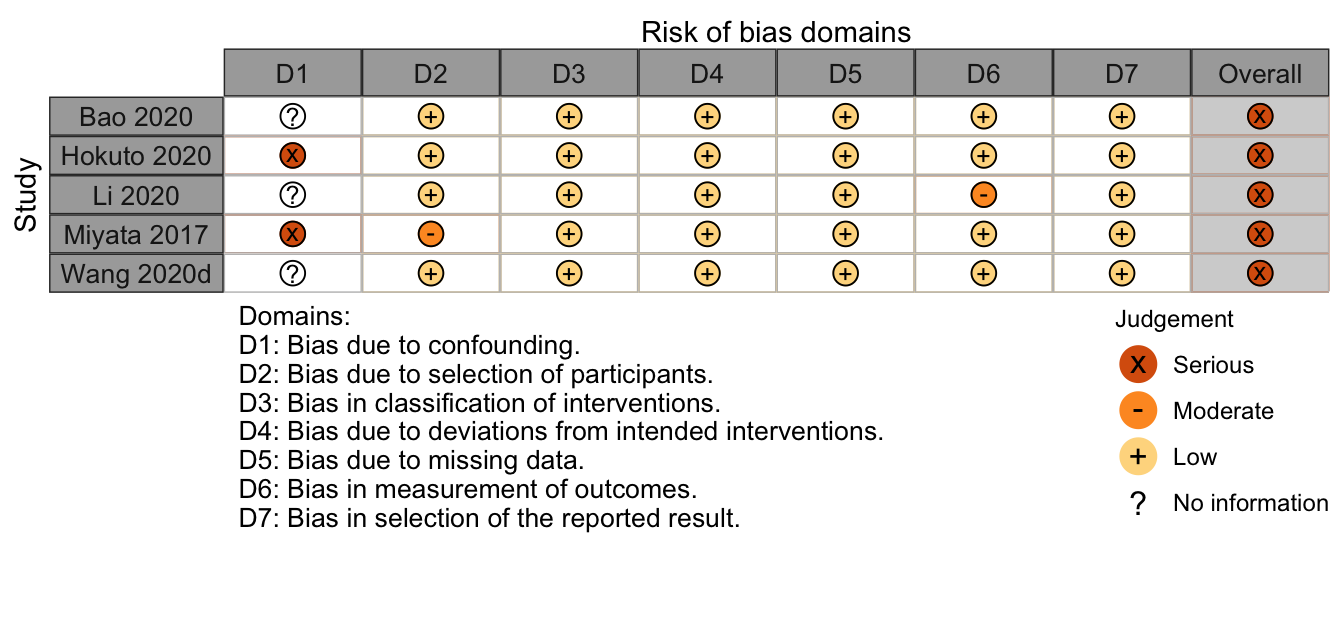 Risk of bias domains
D1 D2 D3 D4 D5 D6 D7 Overall
Study
Bao 2020 ? + + + + + + X
Hokuto 2020 X + + + + + + X
Li 2020 ? + + + + - + X
Miyata 2017 X - + + + + + X
Wang 2020d ? + + + + + + X
Domains:
D1: Bias due to confounding.
D2: Bias due to selection of participants.
D3: Bias in classification of interventions.
D4: Bias due to deviations from intended interventions.
D5: Bias due to missing data.
D6: Bias in measurement of outcomes.
D7: Bias in selection of the reported result.
Judgement
X Serious
- Moderate
+ Low
? No information